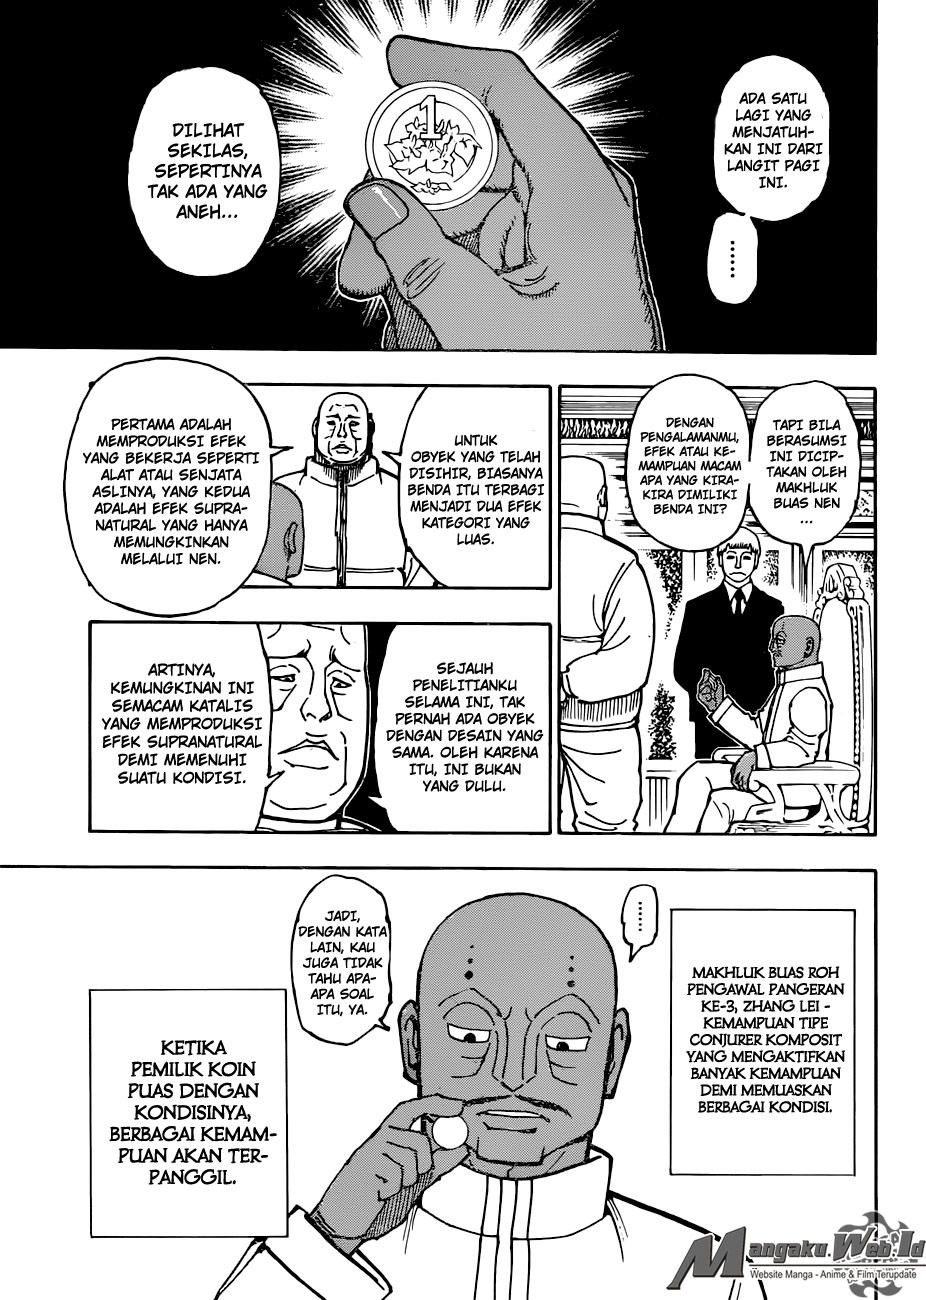 ADA SATU
LAGI YANG
MENJATUH-
KAN INI DARI
LANGIT PAGI
INI.
......
1
DILIHAT
SEKILAS,
SEPERTINYA
TAK ADA YANG
ANEH...
TAPI BILA
BERASUMSI
INI DICIP-
TAKAN OLEH
MAKHLUK
BUAS NEN
...
DENGAN
PENGALAMANMU,
EFEK ATAU KE-
MAMPUAN MACAM
APA YANG KIRA-
KIRA DIMILIKI
BENDA INI?
UNTUK
OBYEK YANG TELAH
DISIHIR, BIASANYA
BENDA ITU TERBAGI
MENJADI DUA EFEK
KATEGORI YANG
LUAS.
PERTAMA ADALAH
MEMPRODUKSI EFEK
YANG BEKERJA SEPERTI
ALAT ATAU SENJATA
ASLINYA, YANG KEDUA
ADALAH EFEK SUPRA-
NATURAL YANG HANYA
MEMUNGKINKAN
MELALUI NEN.
SEJAUH
PENELITIANKU
SELAMA INI, TAK
PERNAH ADA OBYEK
DENGAN DESAIN YANG
SAMA. OLEH KARENA
ITU, INI BUKAN
YANG DULU.
ARTINYA,
KEMUNGKINAN INI
SEMACAM KATALIS
YANG MEMPRODUKSI
EFEK SUPRANATURAL
DEMI MEMENUHI
SUATU KONDISI.
......
MAKHLUK BUAS ROH
PENGAWAL PANGERAN
KE-3, ZHANG LEI -
KEMAMPUAN TIPE
CONJURER KOMPOSIT
YANG MENGAKTIFKAN
BANYAK KEMAMPUAN
DEMI MEMUASKAN
BERBAGAI KONDISI.
JADI,
DENGAN KATA
LAIN, KAU
JUGA TIDAK
TAHU APA-
APA SOAL
ITU, YA.
KETIKA
PEMILIK KOIN
PUAS DENGAN
KONDISINYA,
BERBAGAI KEMAM-
PUAN AKAN TER-
PANGGIL.
Mangaku.Web.Id
Website Manga - Anime & Film Terupdate